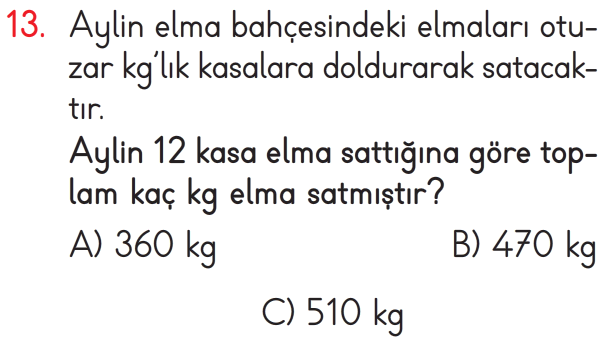 13. Aylin elma bahçesindeki elmaları otu-
zar kg'lık kasalara doldurarak satacak-
tır.
Aylin 12 kasa elma sattığına göre top-
lam kaç kg elma satmıştır?
A) 360 kg B) 470 kg
C) 510 kg